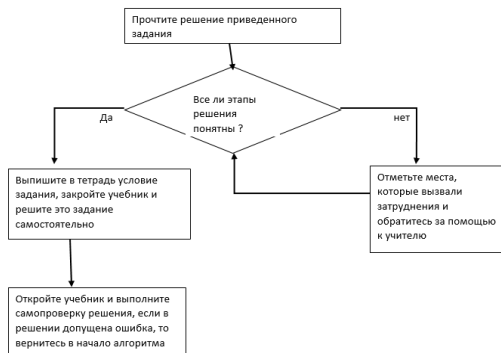 Прочтите решение приведенного
задания
Все ли этапы
решения
понятны ?
Да
нет
Выпишите в тетрадь условие
задания, закройте учебник и
решите это задание
самостоятельно
Отметьте места,
которые вызвали
затруднения и
обратитесь за помощью
к учителю
Откройте учебник и выполните
самопроверку решения, если в
решении допущена ошибка, то
вернитесь в начало алгоритма